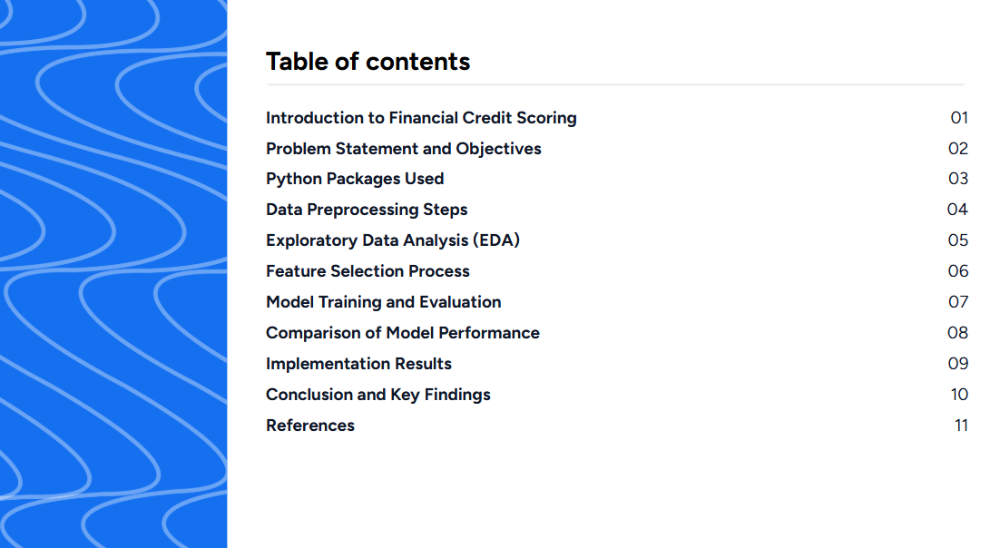 Table of contents
Introduction to Financial Credit Scoring 01
Problem Statement and Objectives 02
Python Packages Used 03
Data Preprocessing Steps 04
Exploratory Data Analysis (EDA) 05
Feature Selection Process 06
Model Training and Evaluation 07
Comparison of Model Performance 08
Implementation Results 09
Conclusion and Key Findings 10
References 11